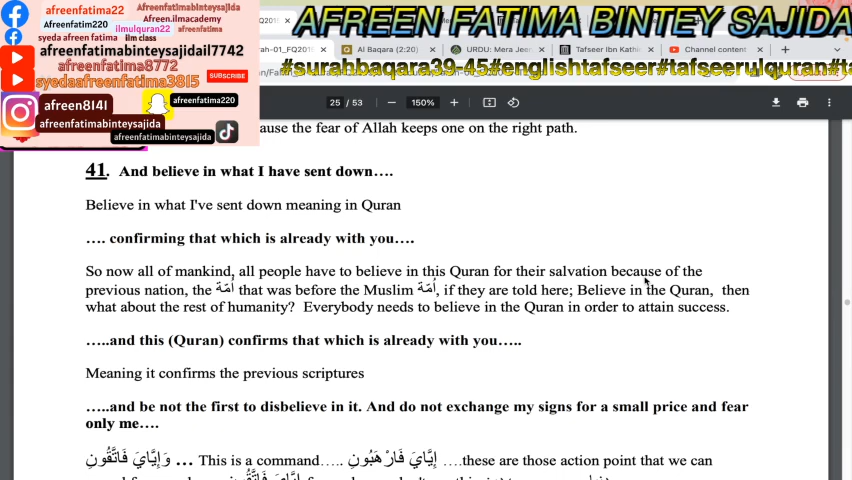 afreenfatima22
Afreenfatima220
syeda afreen fatima
Afreenfatimabinteysajida
Afreen.ilmacademy
ilmulquran22
afreenfatima
ilm class
afreenfatimabinteysajidail7742
afreenfatima8772
syedaafreenfatima3815
SUBSCRIBE
afreen8141
afreenfatima220
afreenfatimabinteysajida
afreenfatimabinteysajida
AFREEN FATIMA BINTEY SAJIDA
Al Baqara (2:20)
URDU: Mera Jeen
Tafseer Ibn Kathi
Channel content
#surahbaqara39-45#englishtafseer#tafseerulquran#ta
25 / 53
150%
ause the fear of Allah keeps one on the right path.
41. And believe in what I have sent down….
Believe in what I've sent down meaning in Quran
…. confirming that which is already with you….
So now all of mankind, all people have to believe in this Quran for their salvation because of the
previous nation, the اُمّة that was before the Muslim اُمّة, if they are told here; Believe in the Quran, then
what about the rest of humanity? Everybody needs to believe in the Quran in order to attain success.
…..and this (Quran) confirms that which is already with you…..
Meaning it confirms the previous scriptures
…..and be not the first to disbelieve in it. And do not exchange my signs for a small price and fear
only me….
وَإِيَّايَ فَاتَّقُونِ … This is a command….. إِيَّايَ فَارْهَبُونِ ….these are those action point that we can